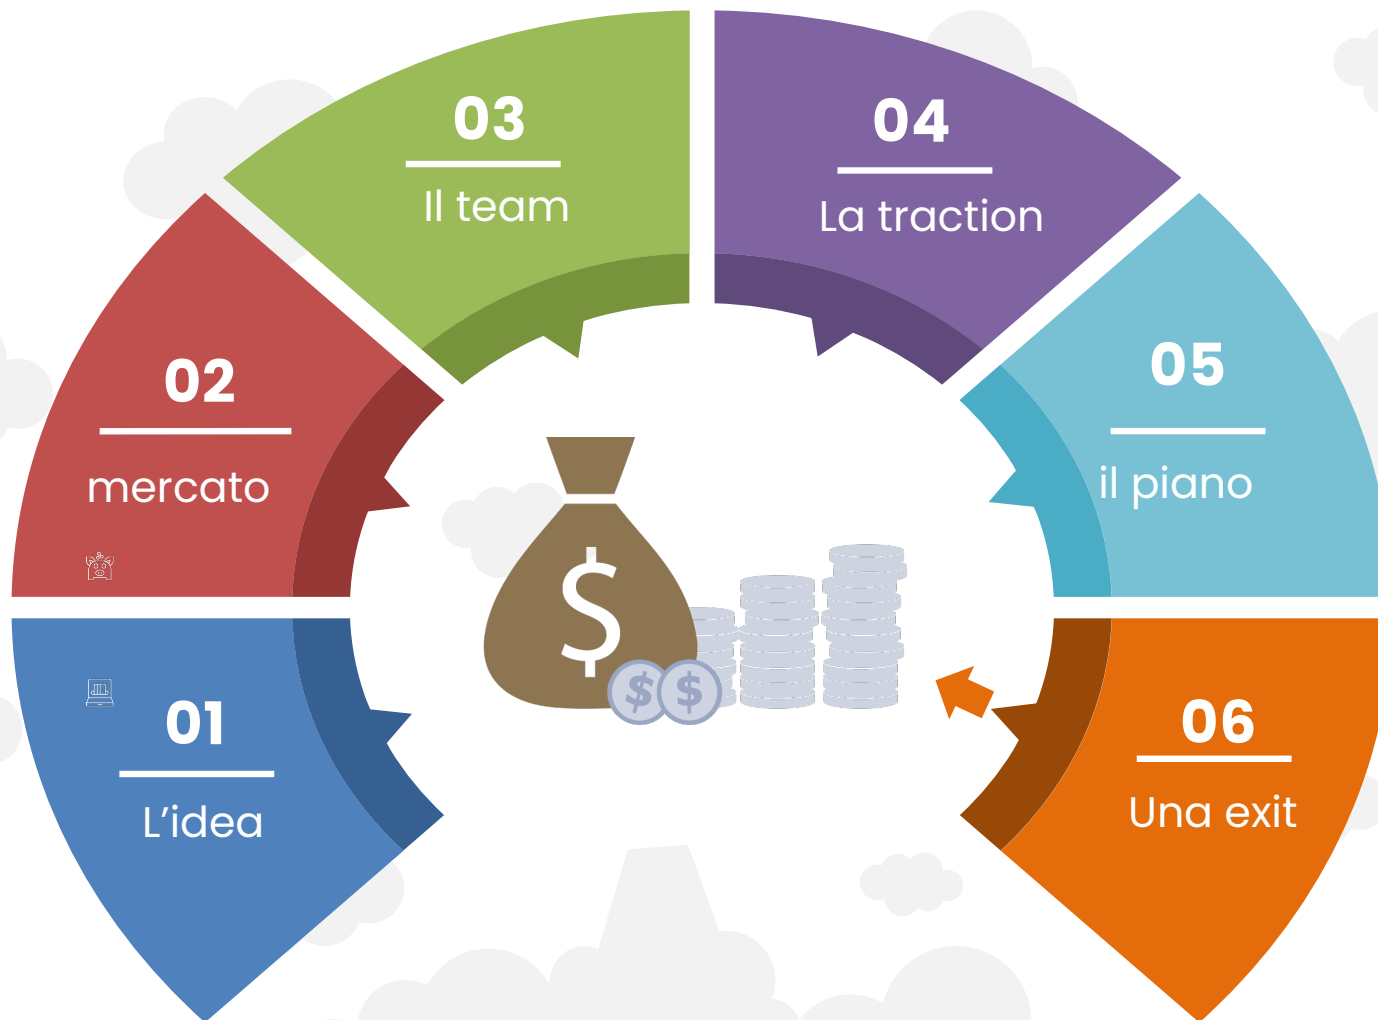 01
L’idea
02
mercato
03
Il team
04
La traction
05
il piano
06
Una exit
$
$
$